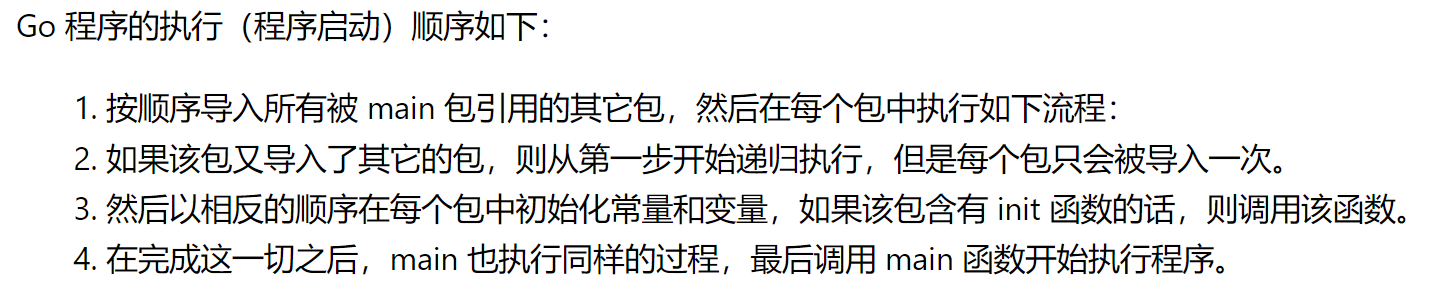 Go 程序的执行（程序启动）顺序如下：
1. 按顺序导入所有被 main 包引用的其它包，然后在每个包中执行如下流程：
2. 如果该包又导入了其它的包，则从第一步开始递归执行，但是每个包只会被导入一次。
3. 然后以相反的顺序在每个包中初始化常量和变量，如果该包含有 init 函数的话，则调用该函数。
4. 在完成这一切之后，main 也执行同样的过程，最后调用 main 函数开始执行程序。